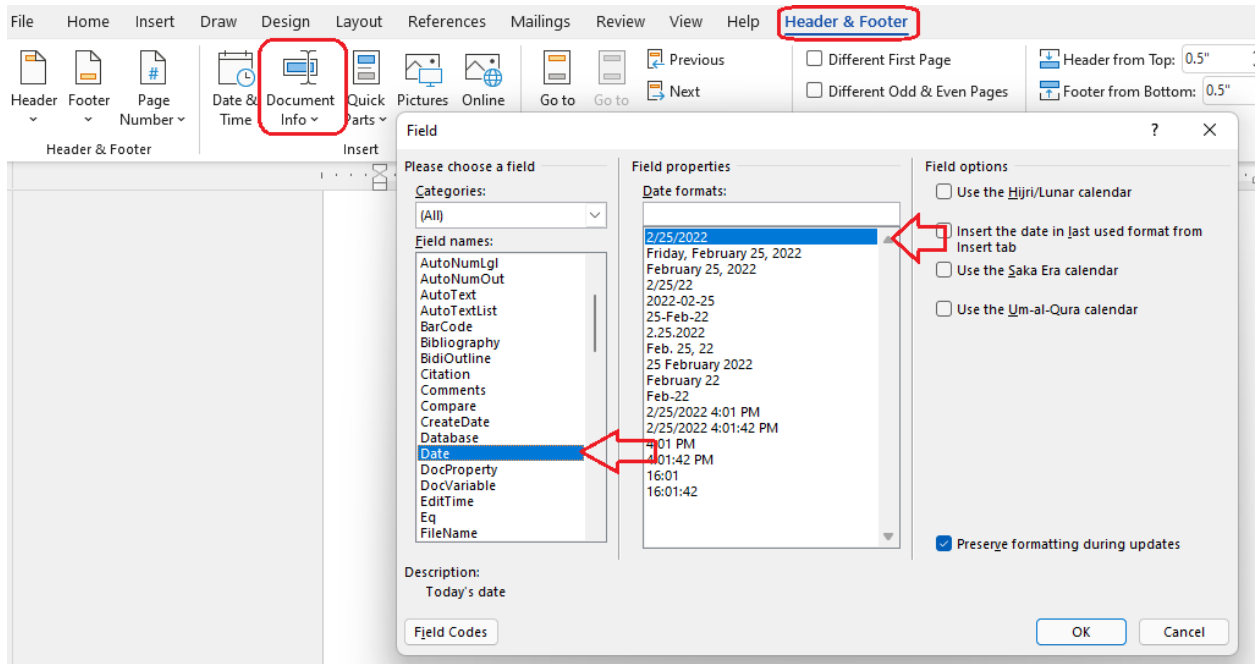 File Home Insert Draw Design Layout References Mailings Review View Help Header & Footer
Header Footer Page Number
Header & Footer
Date & Time Document Info Quick Parts Pictures Online
Insert
Go to Go to
Previous
Next
Different First Page
Different Odd & Even Pages
Header from Top: 0.5"
Footer from Bottom: 0.5"
Field ?
Please choose a field
Categories:
(All)
Field names:
AutoNumLgl
AutoNumOut
AutoText
AutoTextList
BarCode
Bibliography
BidiOutline
Citation
Comments
Compare
CreateDate
Database
Date
DocProperty
DocVariable
EditTime
Eq
FileName
Field properties
Date formats:
2/25/2022
Friday, February 25, 2022
February 25, 2022
2/25/22
2022-02-25
25-Feb-22
2.25.2022
Feb. 25, 22
25 February 2022
February 22
Feb-22
2/25/2022 4:01 PM
2/25/2022 4:01:42 PM
4:01 PM
4:01:42 PM
16:01
16:01:42
Field options
Use the Hijri/Lunar calendar
Insert the date in last used format from
Insert tab
Use the Saka Era calendar
Use the Um-al-Qura calendar
Preserve formatting during updates
Description:
Today's date
Field Codes
OK Cancel